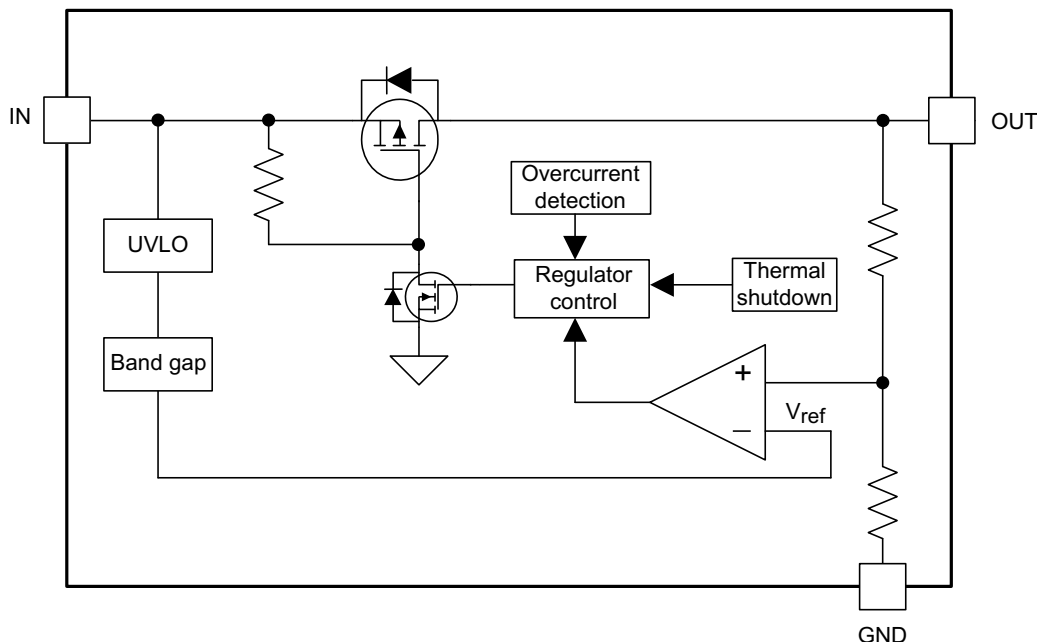 IN
OUT
Overcurrent
detection
UVLO
Regulator
control
Thermal
shutdown
Band gap
+
Vref
−
GND